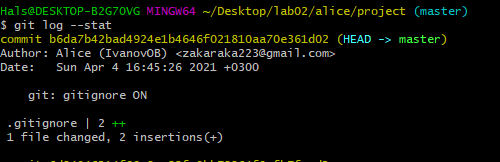 Hals@DESKTOP-B2G7OVG MINGW64 ~/Desktop/lab02/alice/project (master)
$ git log --stat
commit b6da7b42bad4924e1b4646f021810aa70e361d02 (HEAD -> master)
Author: Alice (IvanovOB) <zakaraka223@gmail.com>
Date:   Sun Apr 4 16:45:26 2021 +0300
    git: gitignore ON
 .gitignore | 2 ++
 1 file changed, 2 insertions(+)